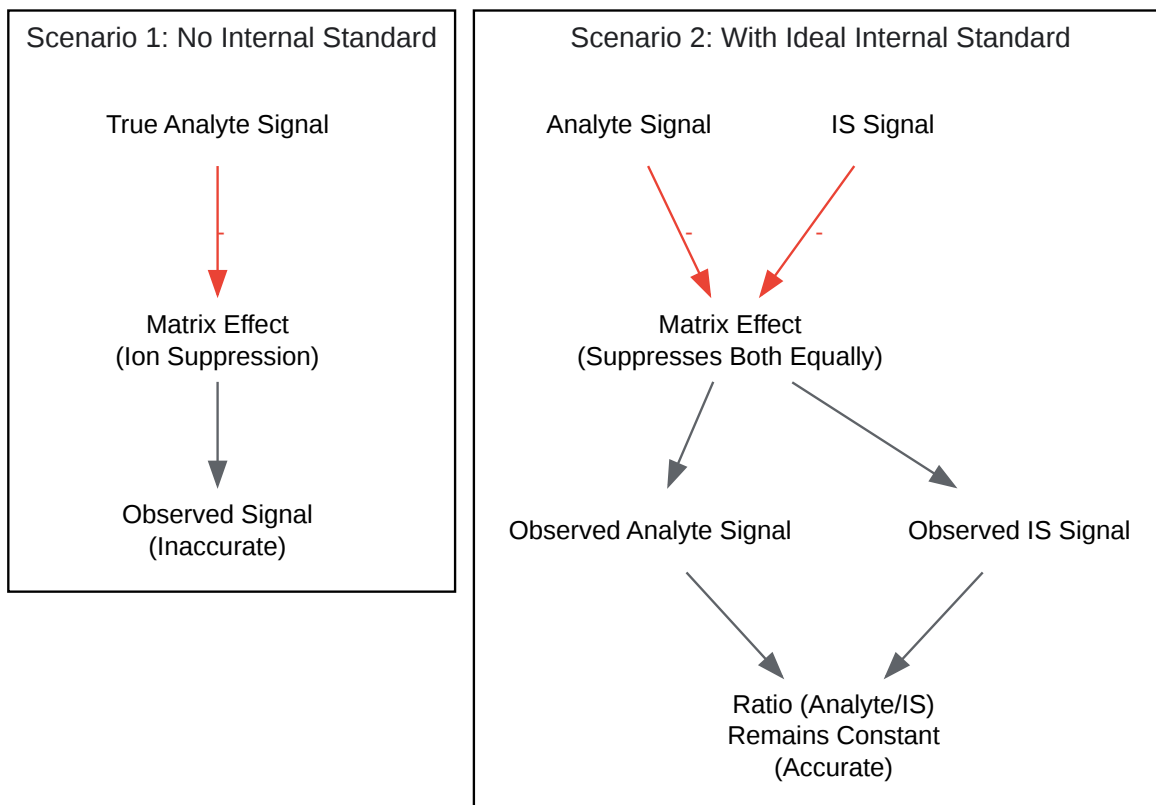 Scenario 1: No Internal Standard
True Analyte Signal
-
Matrix Effect
(Ion Suppression)
Observed Signal
(Inaccurate)
Scenario 2: With Ideal Internal Standard
Analyte Signal
IS Signal
-
-
Matrix Effect
(Suppresses Both Equally)
Observed Analyte Signal
Observed IS Signal
Ratio (Analyte/IS)
Remains Constant
(Accurate)